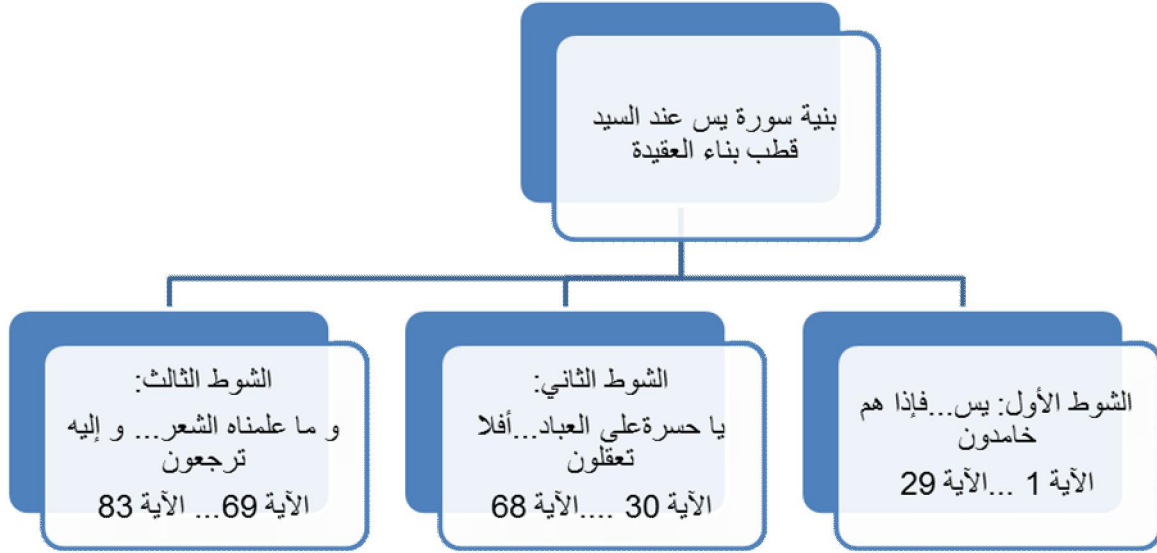 بنية سورة يس عند السيد
قطب بناء العقيدة
الشوط الأول: يس...فإذا هم
خامدون
الآية 1 ...الآية 29
الشوط الثاني:
يا حسرةعلى العباد...أفلا
تعقلون
الآية 30 ....الآية 68
الشوط الثالث:
و ما علمناه الشعر... و إليه
ترجعون
الآية 69... الآية 83